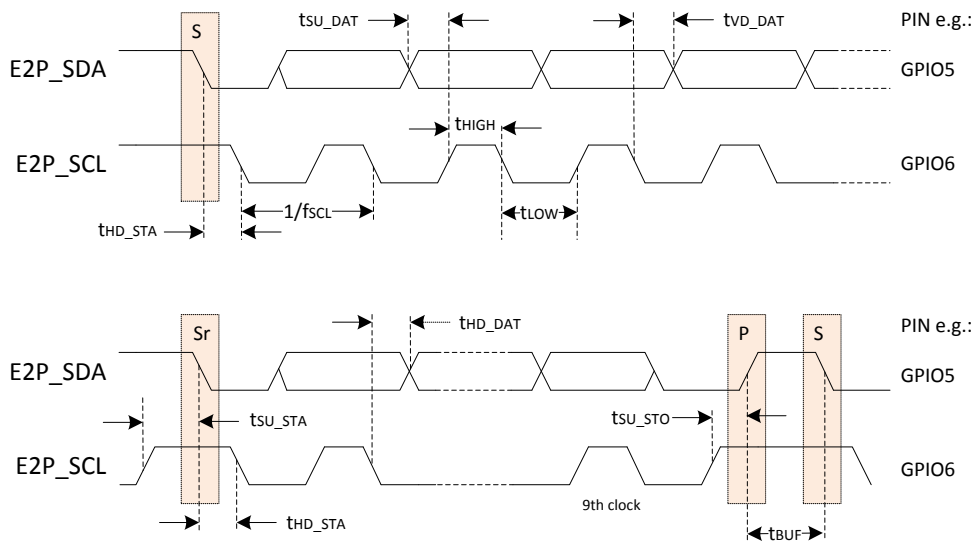 S
tSU_DAT
tVD_DAT
PIN e.g.:
E2P_SDA
GPIO5
tHIGH
E2P_SCL
GPIO6
1/fSCL
tLOW
tHD_STA
Sr
tHD_DAT
P
S
PIN e.g.:
E2P_SDA
GPIO5
tSU_STA
tSU_STO
E2P_SCL
GPIO6
9th clock
tHD_STA
tBUF